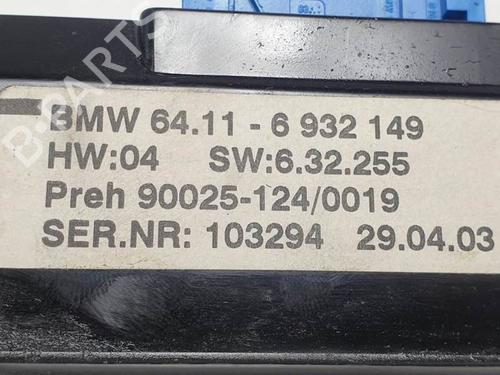 B-PARTS
BMW 64.11 - 6 932 149
HW:04 SW:6.32.255
Preh 90025-124/0019
SER.NR: 103294 29.04.03